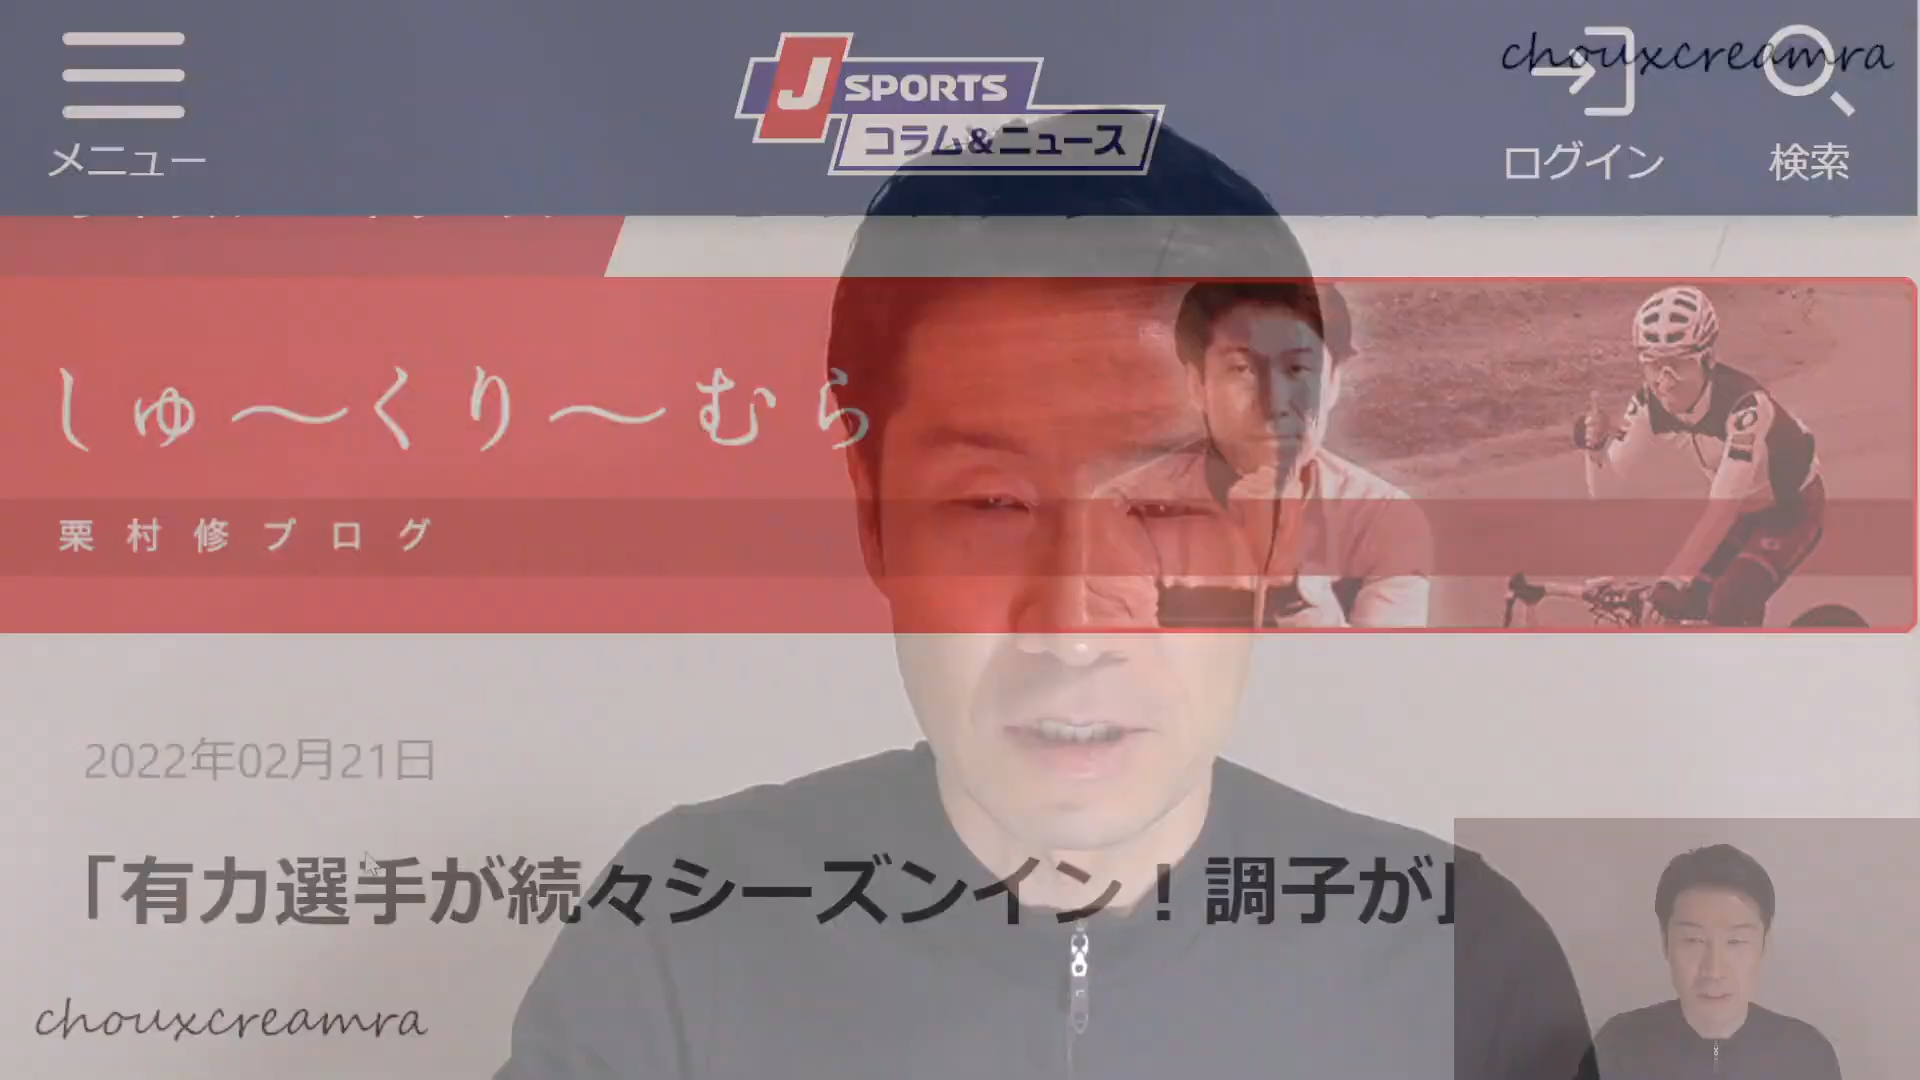 メニュー
J SPORTS
コラム&ニュース
chouxcreamra
ログイン
検索
しゅ〜くり〜むら
栗村修ブログ
2022年02月21日
「有力選手が続々シーズンイン！調子が
chouxcreamra